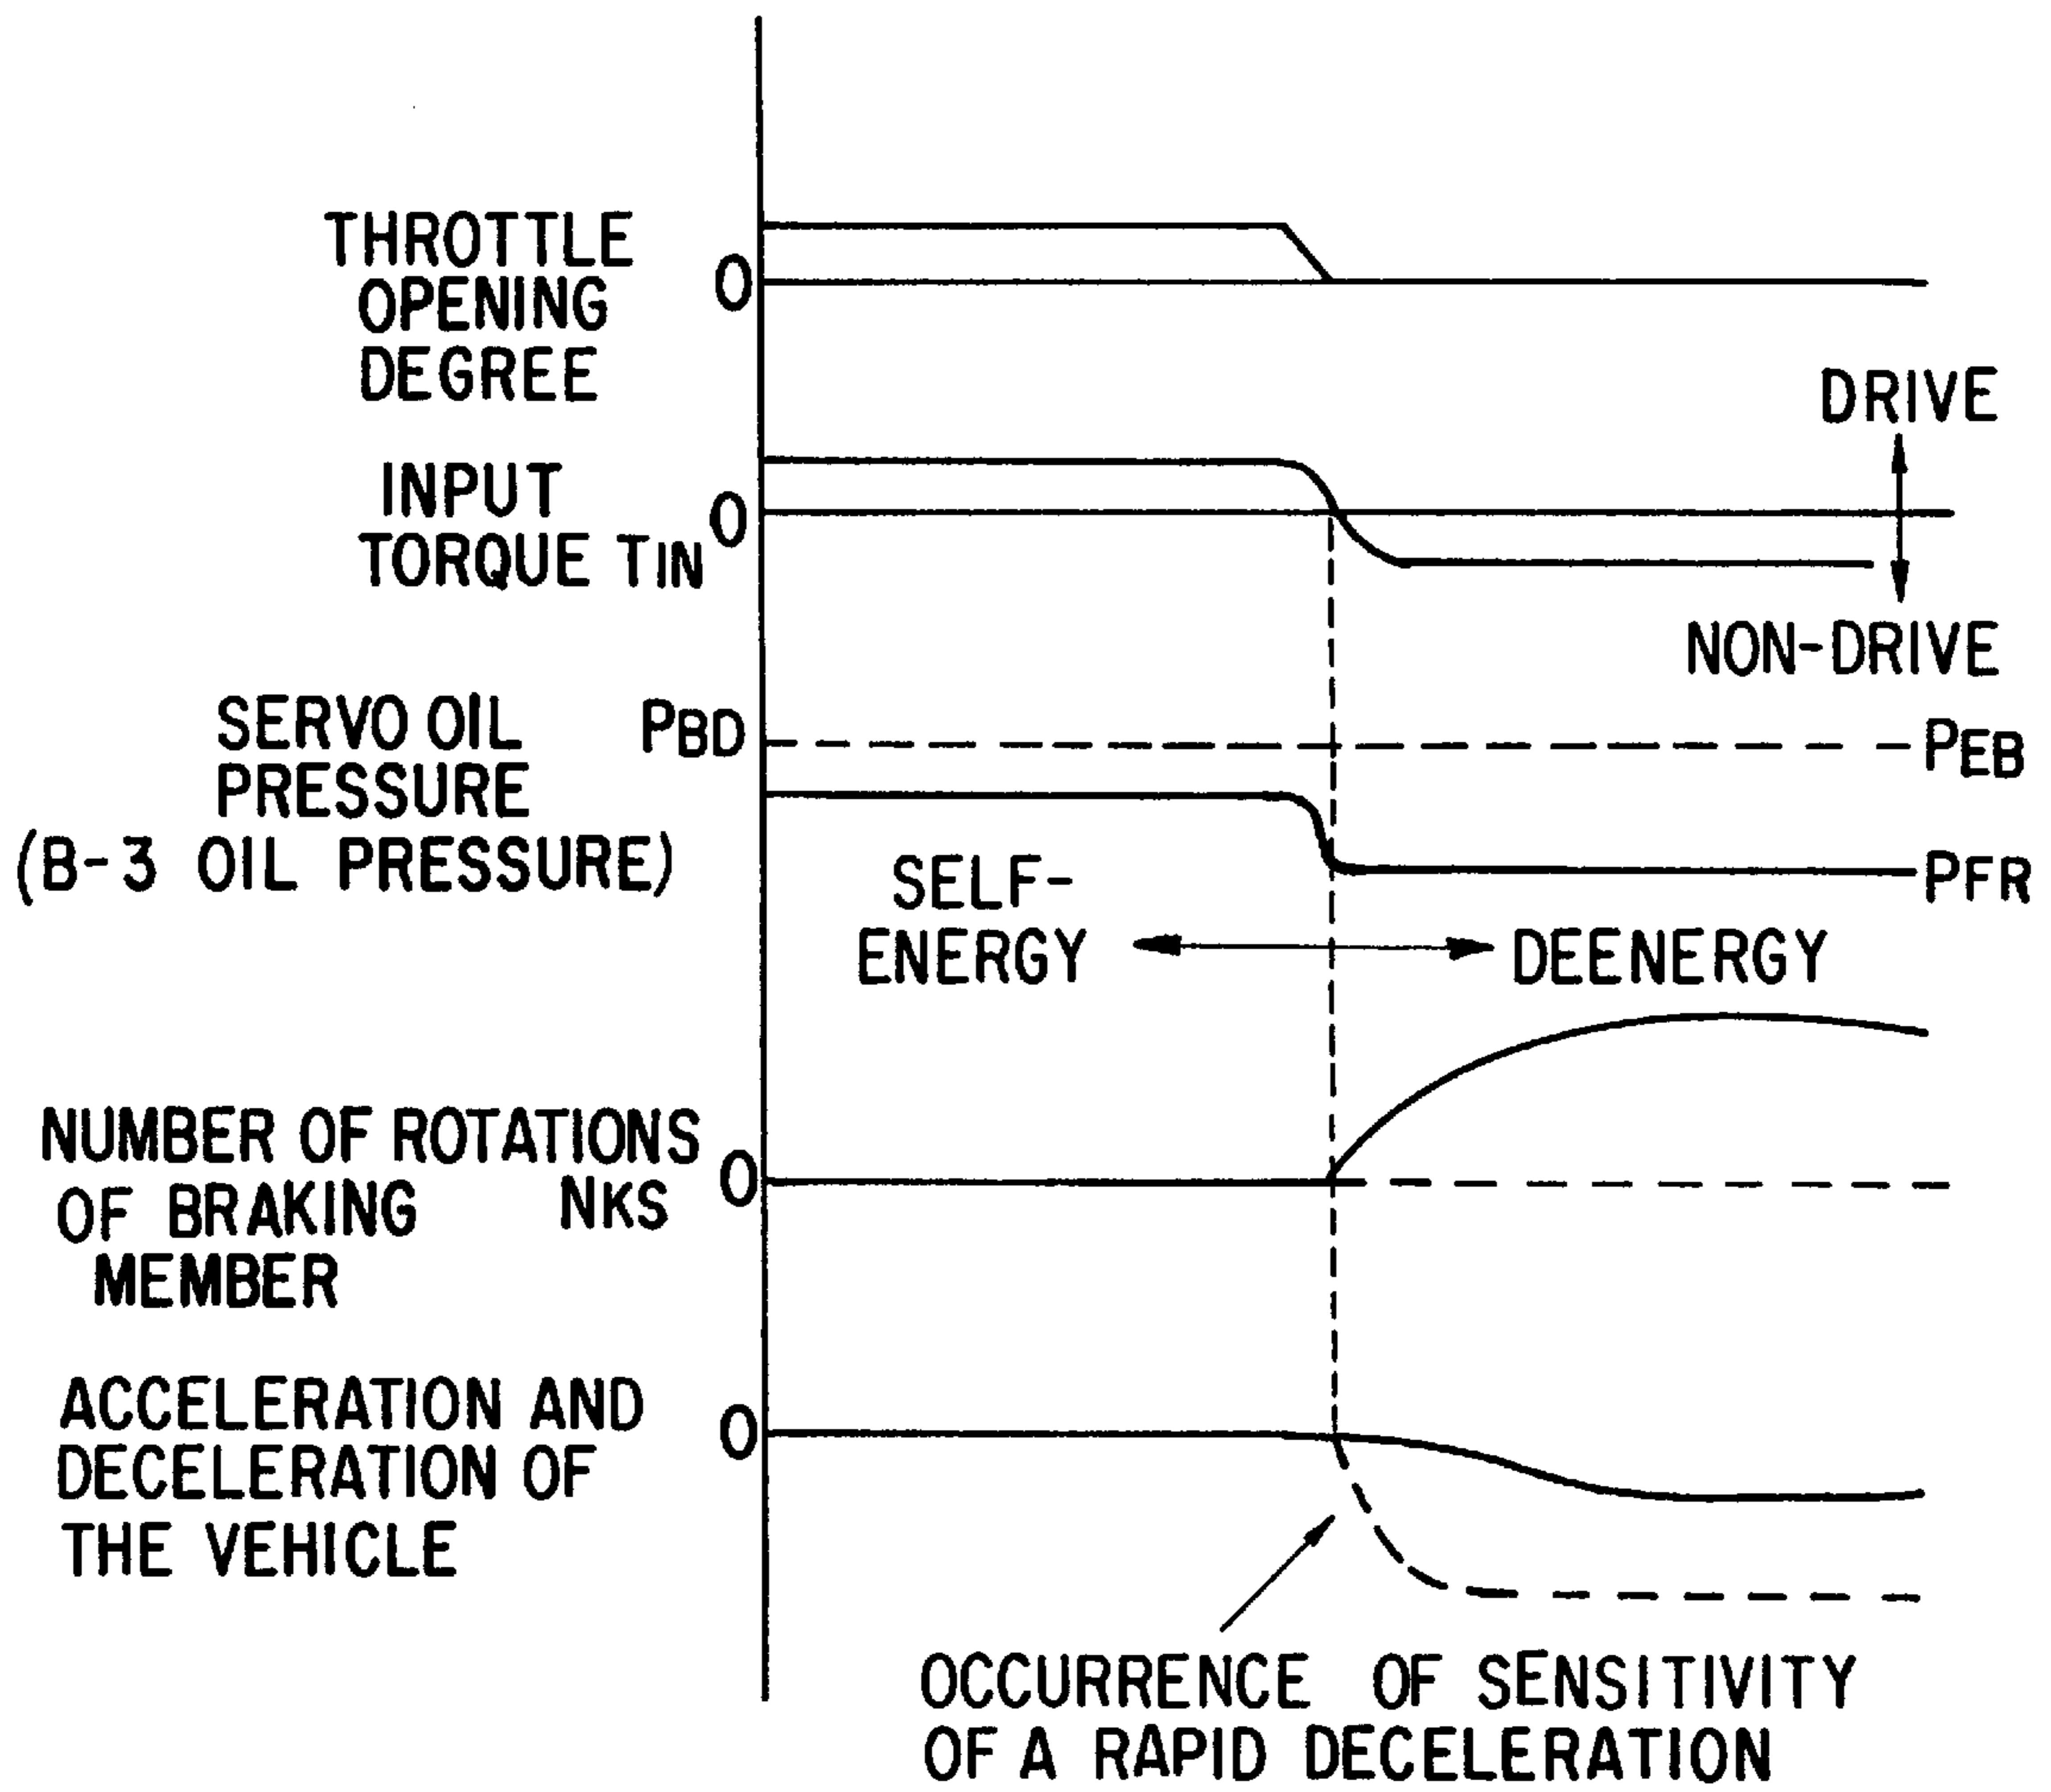 THROTTLE
OPENING
DEGREE
0
DRIVE
INPUT
TORQUE TIN
0
NON-DRIVE
SERVO OIL
PRESSURE
(B-3 OIL PRESSURE)
PBD
PEB
PFR
SELF-
ENERGY
DEENERGY
NUMBER OF ROTATIONS
OF BRAKING NKS
MEMBER
0
ACCELERATION AND
DECELERATION OF
THE VEHICLE
0
OCCURRENCE OF SENSITIVITY
OF A RAPID DECELERATION